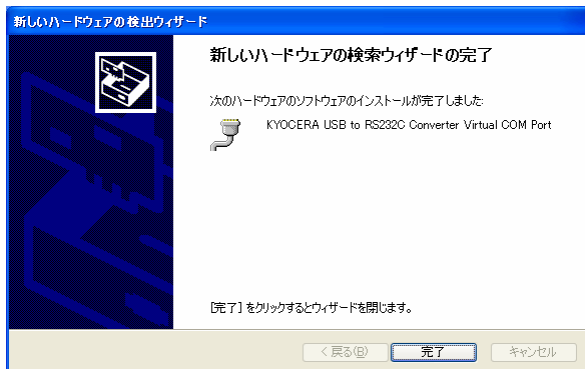 新しいハードウェアの検出ウィザード
新しいハードウェアの検索ウィザードの完了
次のハードウェアのソフトウェアのインストールが完了しました:
KYOCERA USB to RS232C Converter Virtual COM Port
[完了] をクリックするとウィザードを閉じます。
< 戻る(B)
完了
キャンセル